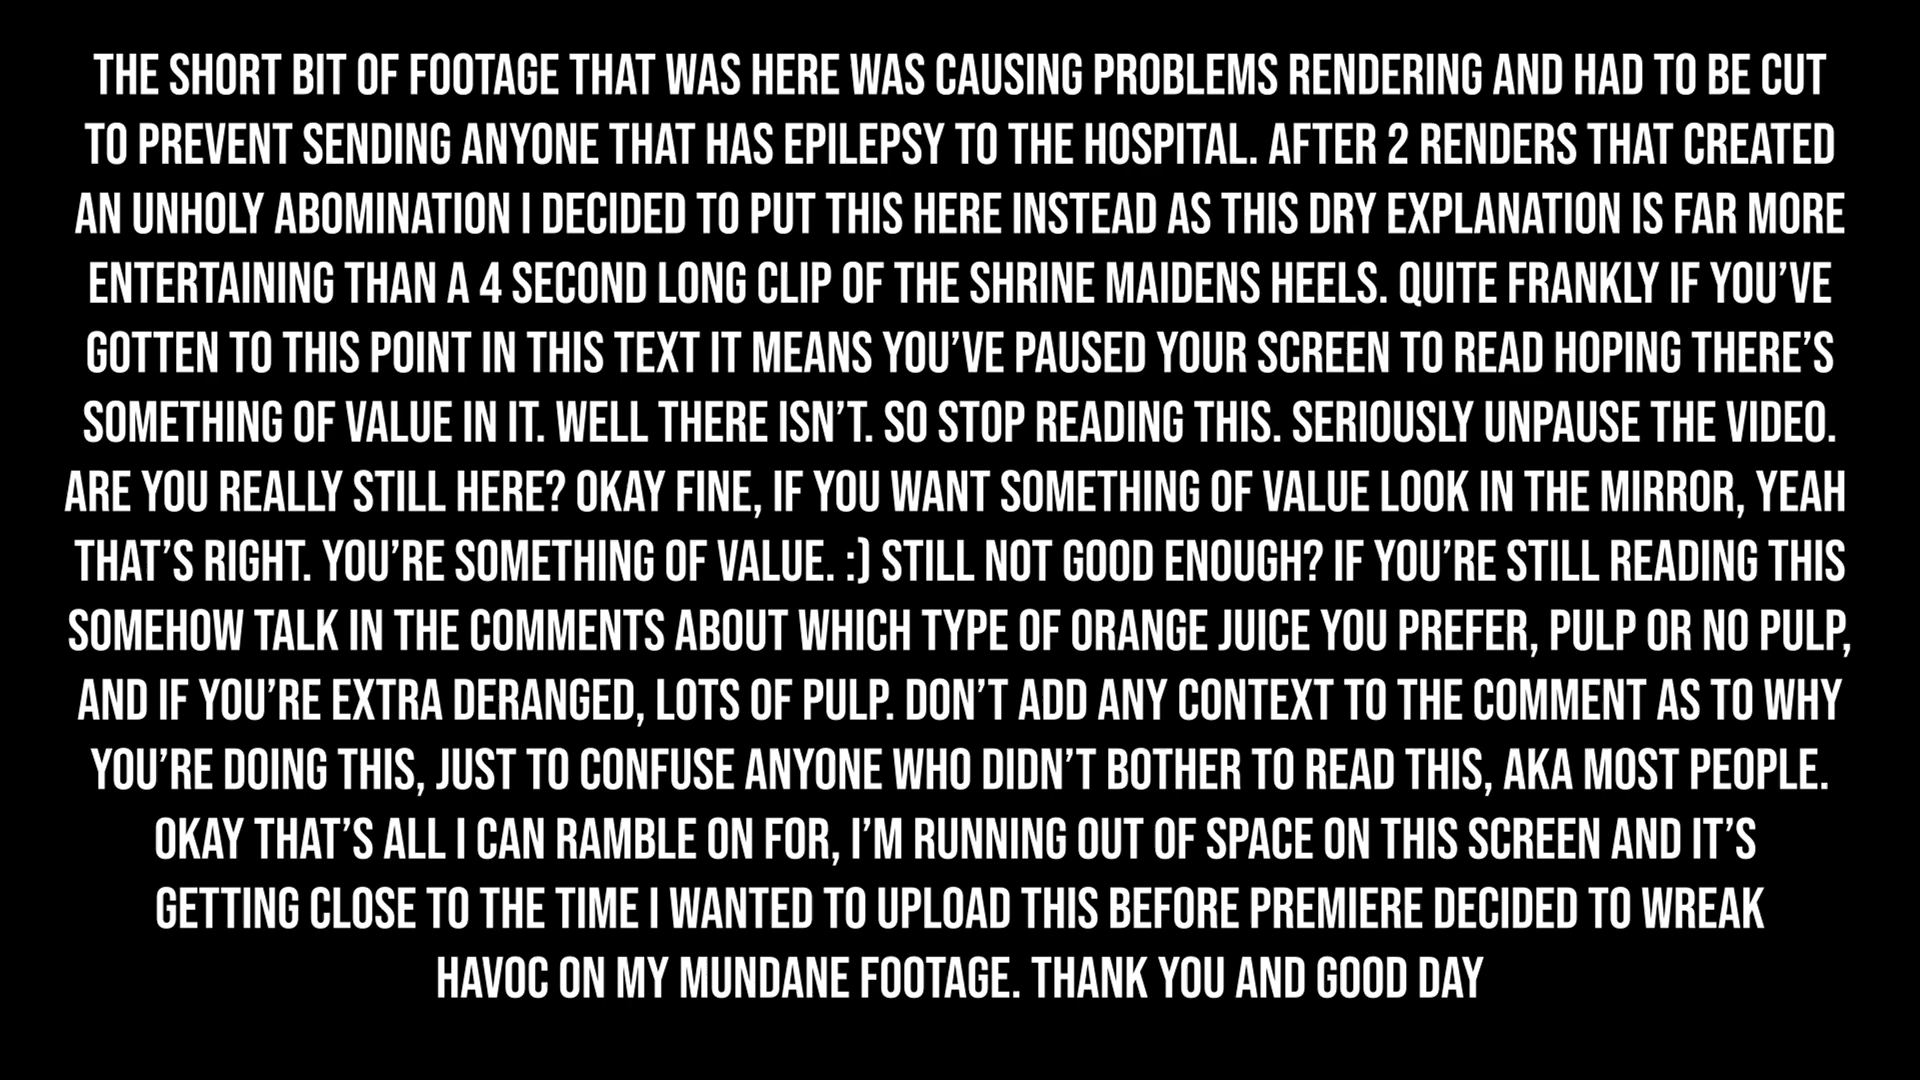 THE SHORT BIT OF FOOTAGE THAT WAS HERE WAS CAUSING PROBLEMS RENDERING AND HAD TO BE CUT
TO PREVENT SENDING ANYONE THAT HAS EPILEPSY TO THE HOSPITAL. AFTER 2 RENDERS THAT CREATED
AN UNHOLY ABOMINATION I DECIDED TO PUT THIS HERE INSTEAD AS THIS DRY EXPLANATION IS FAR MORE
ENTERTAINING THAN A 4 SECOND LONG CLIP OF THE SHRINE MAIDENS HEELS. QUITE FRANKLY IF YOU’VE
GOTTEN TO THIS POINT IN THIS TEXT IT MEANS YOU’VE PAUSED YOUR SCREEN TO READ HOPING THERE’S
SOMETHING OF VALUE IN IT. WELL THERE ISN’T. SO STOP READING THIS. SERIOUSLY UNPAUSE THE VIDEO.
ARE YOU REALLY STILL HERE? OKAY FINE, IF YOU WANT SOMETHING OF VALUE LOOK IN THE MIRROR, YEAH
THAT’S RIGHT. YOU’RE SOMETHING OF VALUE. :) STILL NOT GOOD ENOUGH? IF YOU’RE STILL READING THIS
SOMEHOW TALK IN THE COMMENTS ABOUT WHICH TYPE OF ORANGE JUICE YOU PREFER, PULP OR NO PULP,
AND IF YOU’RE EXTRA DERANGED, LOTS OF PULP. DON’T ADD ANY CONTEXT TO THE COMMENT AS TO WHY
YOU’RE DOING THIS, JUST TO CONFUSE ANYONE WHO DIDN’T BOTHER TO READ THIS, AKA MOST PEOPLE.
OKAY THAT’S ALL I CAN RAMBLE ON FOR, I’M RUNNING OUT OF SPACE ON THIS SCREEN AND IT’S
GETTING CLOSE TO THE TIME I WANTED TO UPLOAD THIS BEFORE PREMIERE DECIDED TO WREAK
HAVOC ON MY MUNDANE FOOTAGE. THANK YOU AND GOOD DAY